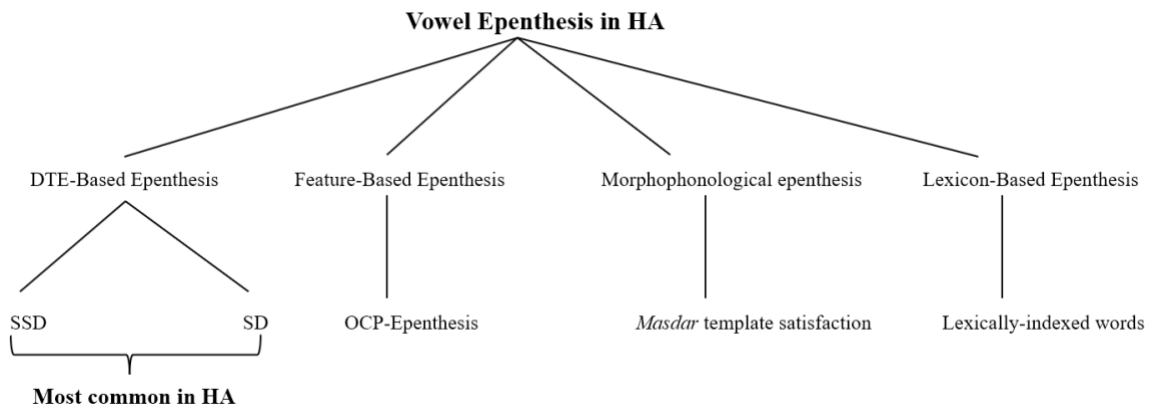 Vowel Epenthesis in HA
DTE-Based Epenthesis
Feature-Based Epenthesis
Morphophonological epenthesis
Lexicon-Based Epenthesis
SSD
SD
OCP-Epenthesis
Masdar template satisfaction
Lexically-indexed words
Most common in HA